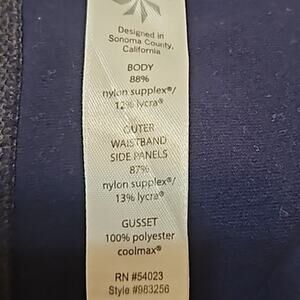 Designed in
Sonoma County,
California
BODY
88%
nylon supplex®/
12% lycra®
OUTER
WAISTBAND
SIDE PANELS
87%
nylon supplex®/
13% lycra®
GUSSET
100% polyester
coolmax®
RN #54023
Style #983256